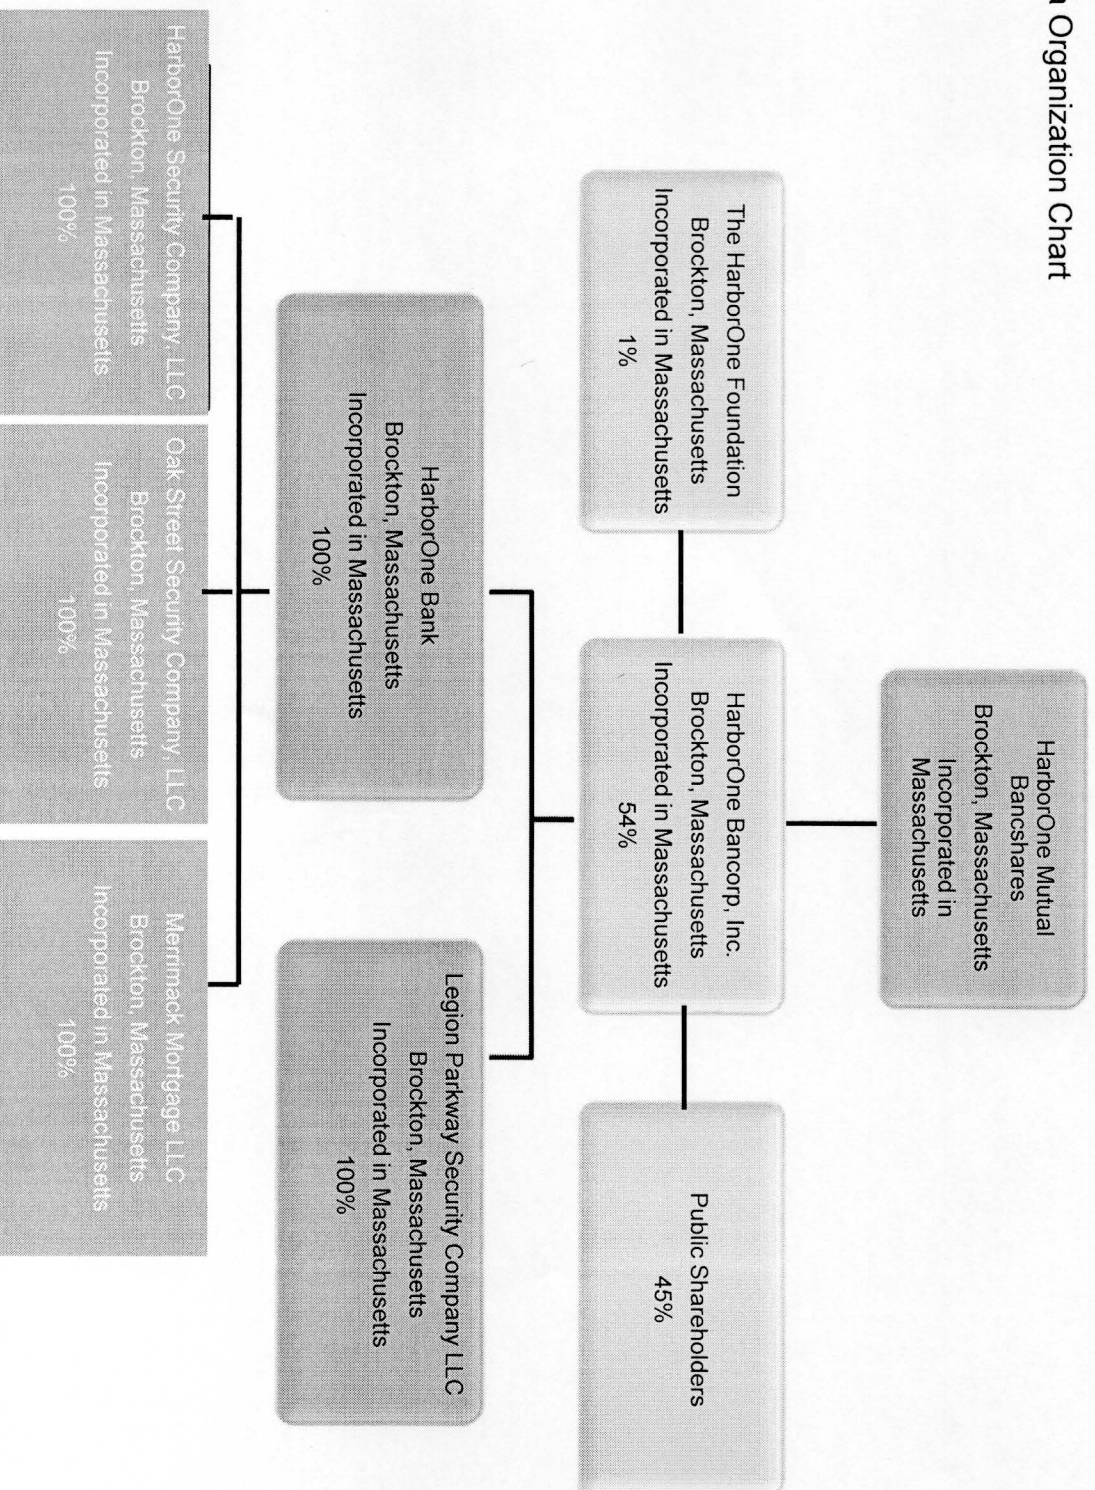 Organization Chart
HarborOne Mutual
Bancshares
Brockton, Massachusetts
Incorporated in
Massachusetts
The HarborOne Foundation
Brockton, Massachusetts
Incorporated in Massachusetts
1%
HarborOne Bancorp, Inc.
Brockton, Massachusetts
Incorporated in Massachusetts
54%
Public Shareholders
45%
HarborOne Bank
Brockton, Massachusetts
Incorporated in Massachusetts
100%
Legion Parkway Security Company LLC
Brockton, Massachusetts
Incorporated in Massachusetts
100%
HarborOne Security Company, LLC
Brockton, Massachusetts
Incorporated in Massachusetts
100%
Oak Street Security Company, LLC
Brockton, Massachusetts
Incorporated in Massachusetts
100%
Merrimack Mortgage LLC
Brockton, Massachusetts
Incorporated in Massachusetts
100%